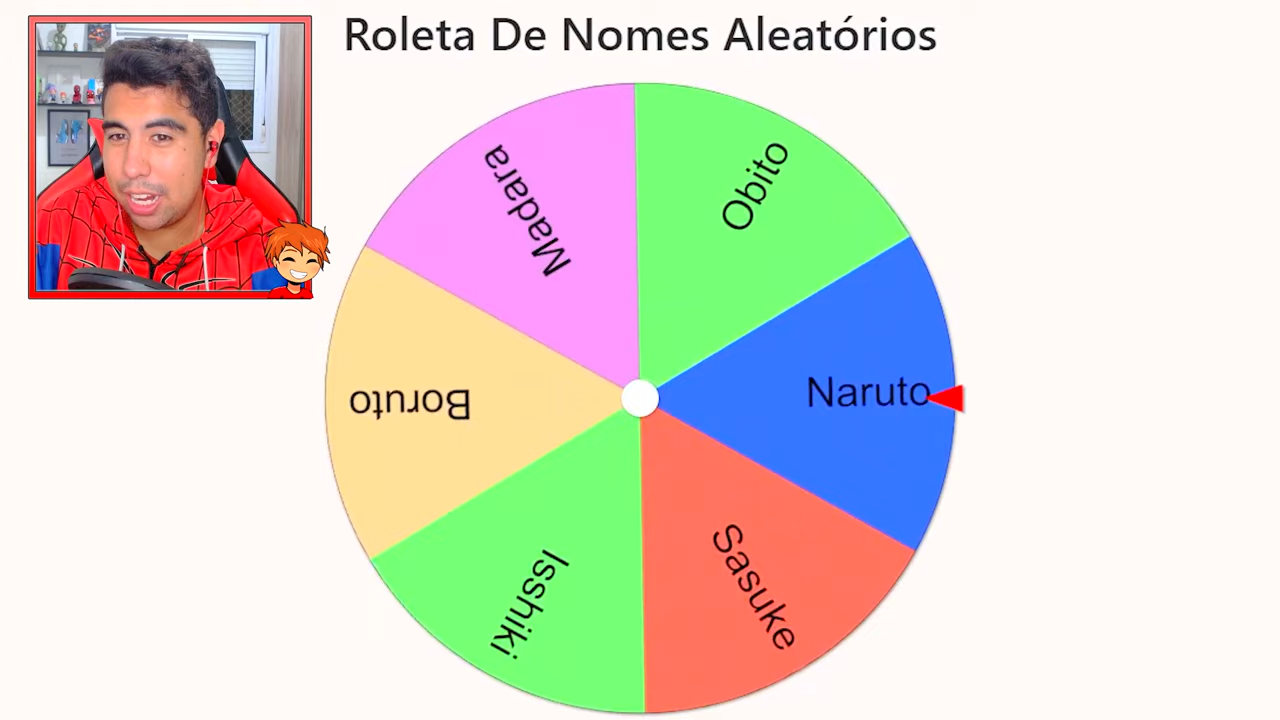 Roleta De Nomes Aleatórios
Madara
Obito
Boruto
Naruto
Isshiki
Sasuke